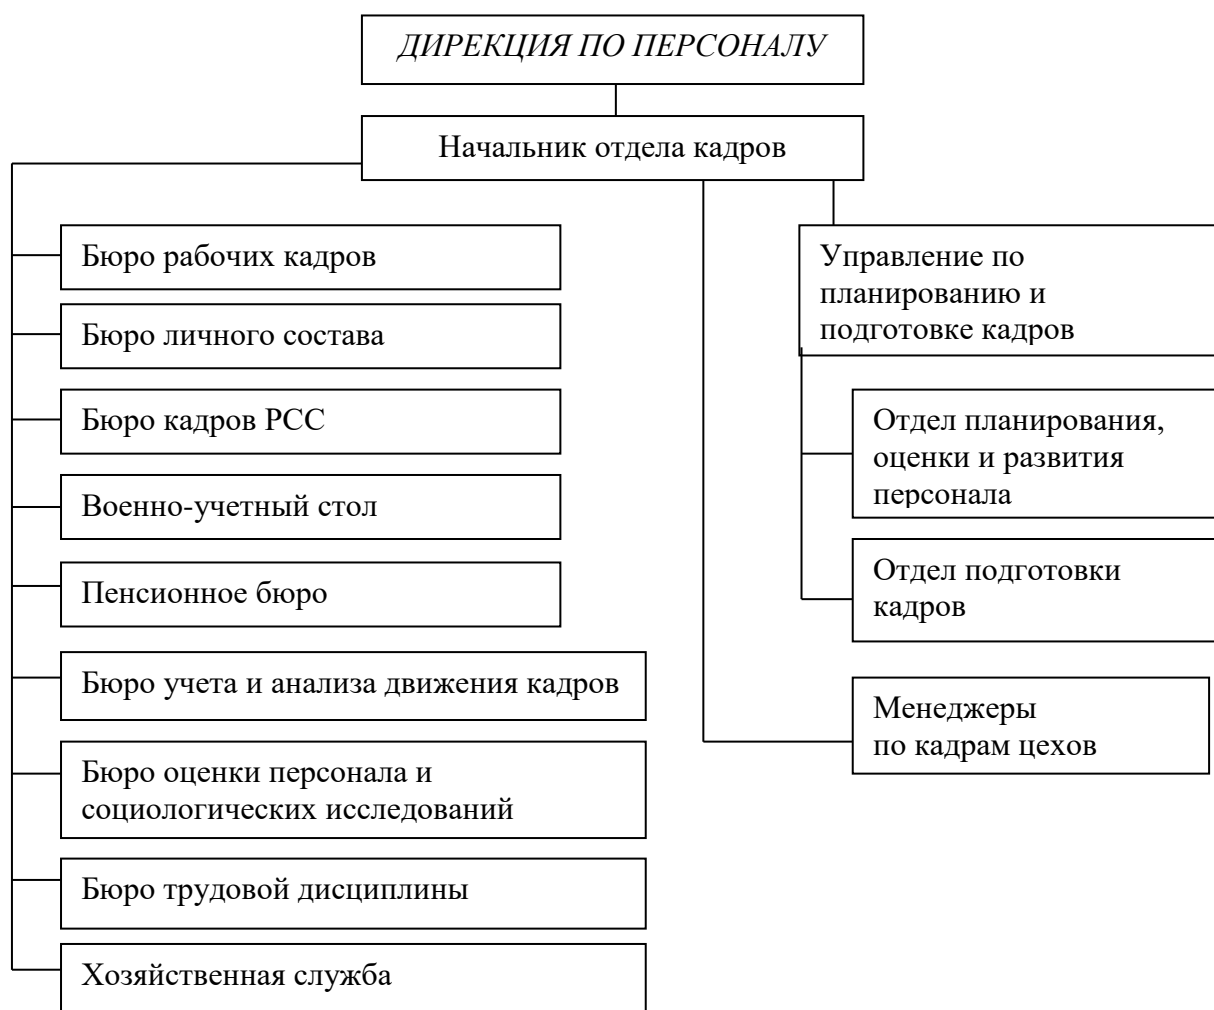 ДИРЕКЦИЯ ПО ПЕРСОНАЛУ
Начальник отдела кадров
Бюро рабочих кадров
Бюро личного состава
Бюро кадров РСС
Военно-учетный стол
Пенсионное бюро
Бюро учета и анализа движения кадров
Бюро оценки персонала и
социологических исследований
Бюро трудовой дисциплины
Хозяйственная служба
Управление по
планированию и
подготовке кадров
Отдел планирования,
оценки и развития
персонала
Отдел подготовки
кадров
Менеджеры
по кадрам цехов